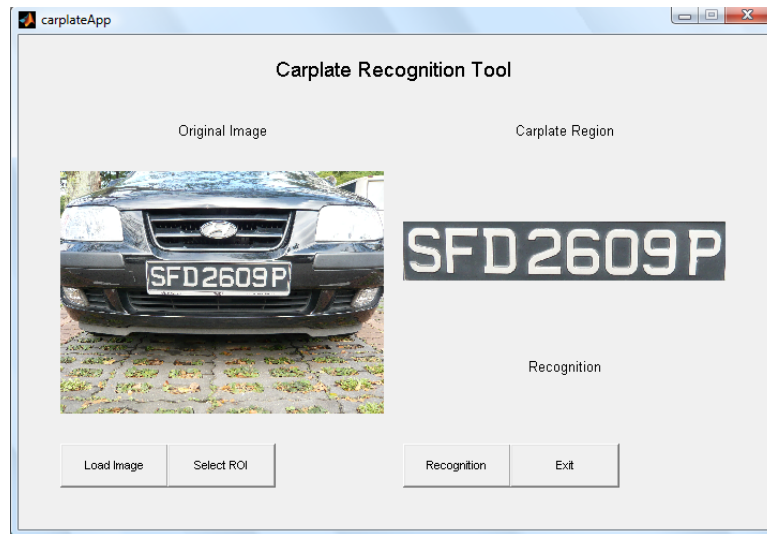 carplateApp
Carplate Recognition Tool
Original Image
Carplate Region
SFD2609P
SFD2609P
Recognition
Load Image
Select ROI
Recognition
Exit